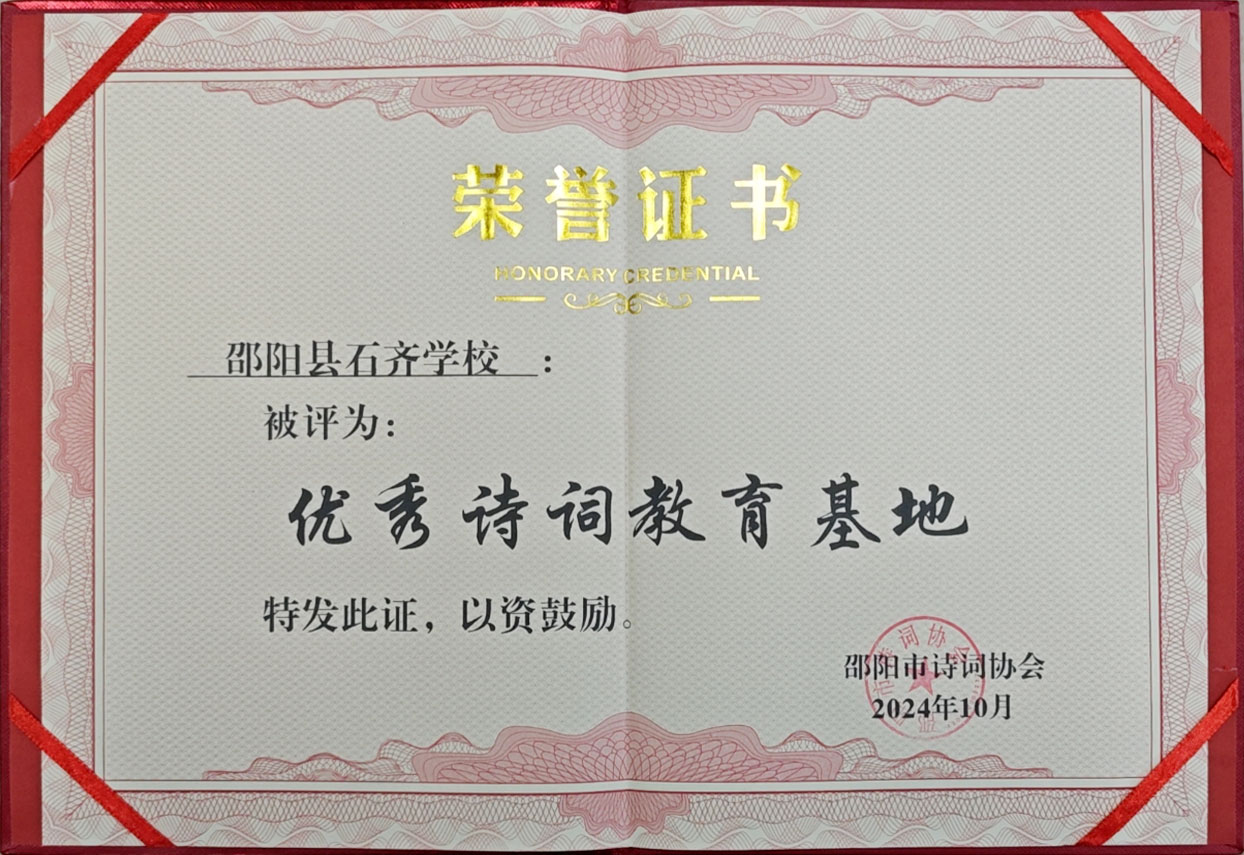 荣誉证书
HONORARY CREDENTIAL
邵阳县石齐学校：
被评为：
优秀诗词教育基地
特发此证，以资鼓励。
邵阳市诗词协会
2024年10月